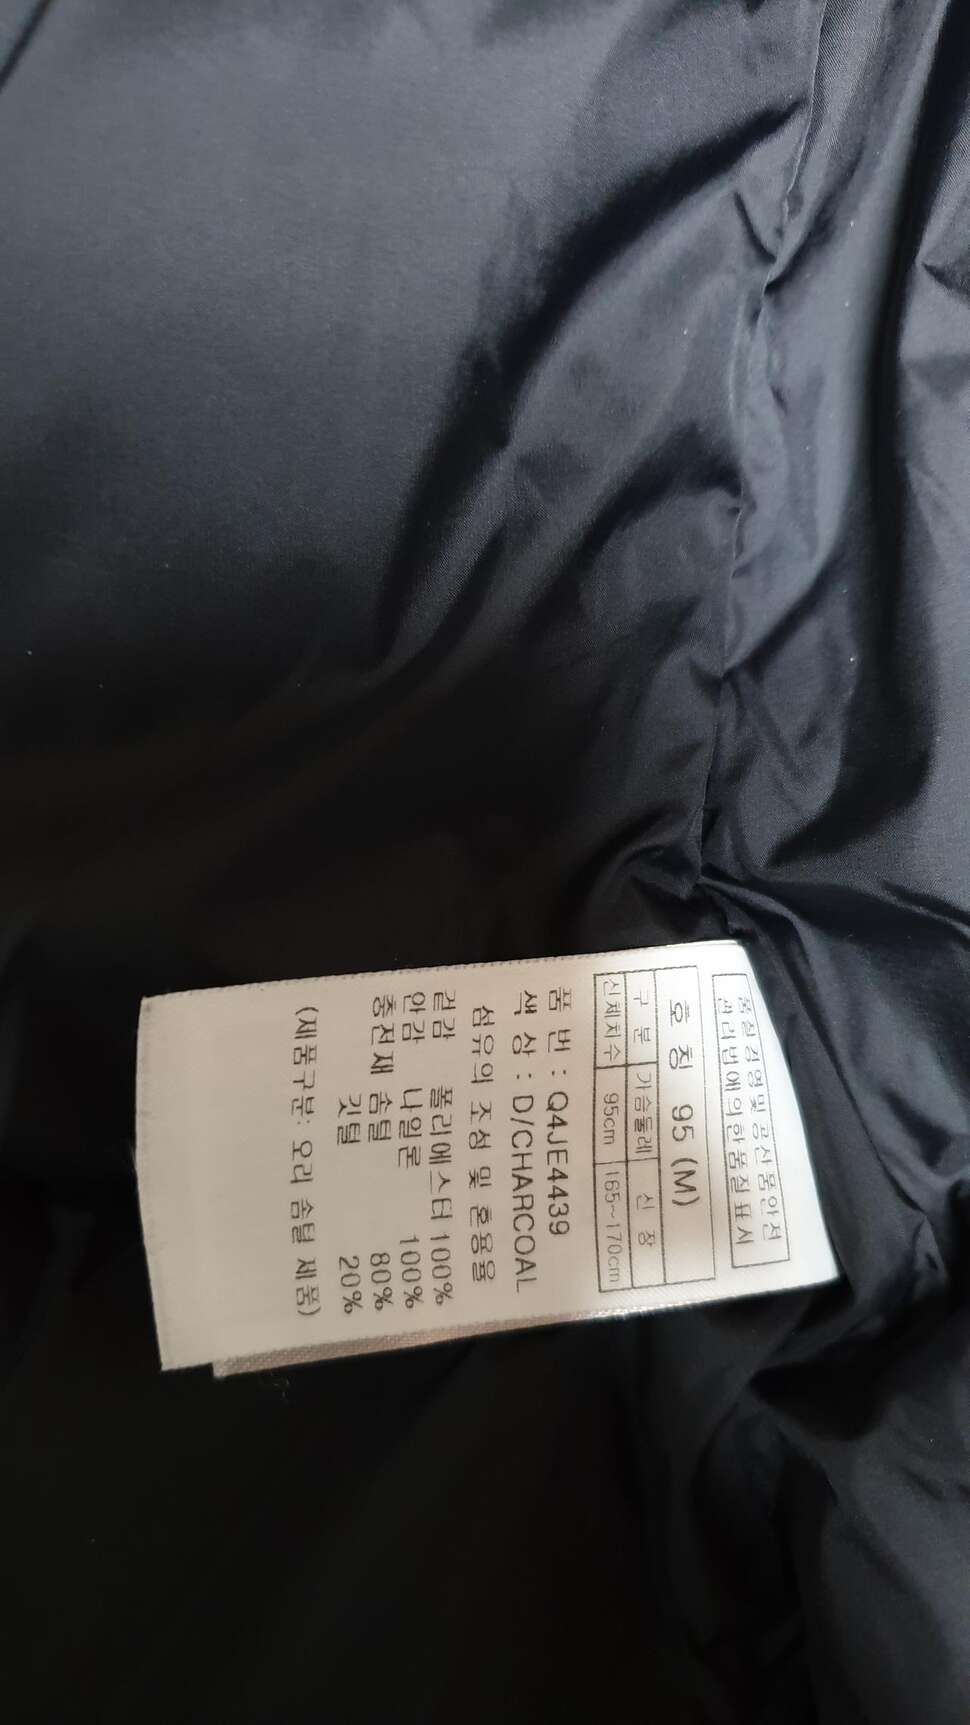 품질경영및공산품안전
관리법에의한품질표시
호칭 95 (M)
구 분 가슴둘레 신 장
신체치수 95cm 165~170cm
품 번 : Q4JE4439
색 상 : D/CHARCOAL
섬유의 조성 및 혼용율
겉감 폴리에스터 100%
안감 나일론 100%
충전재 솜털 80%
깃털 20%
(제품구분: 오리 솜털 제품)